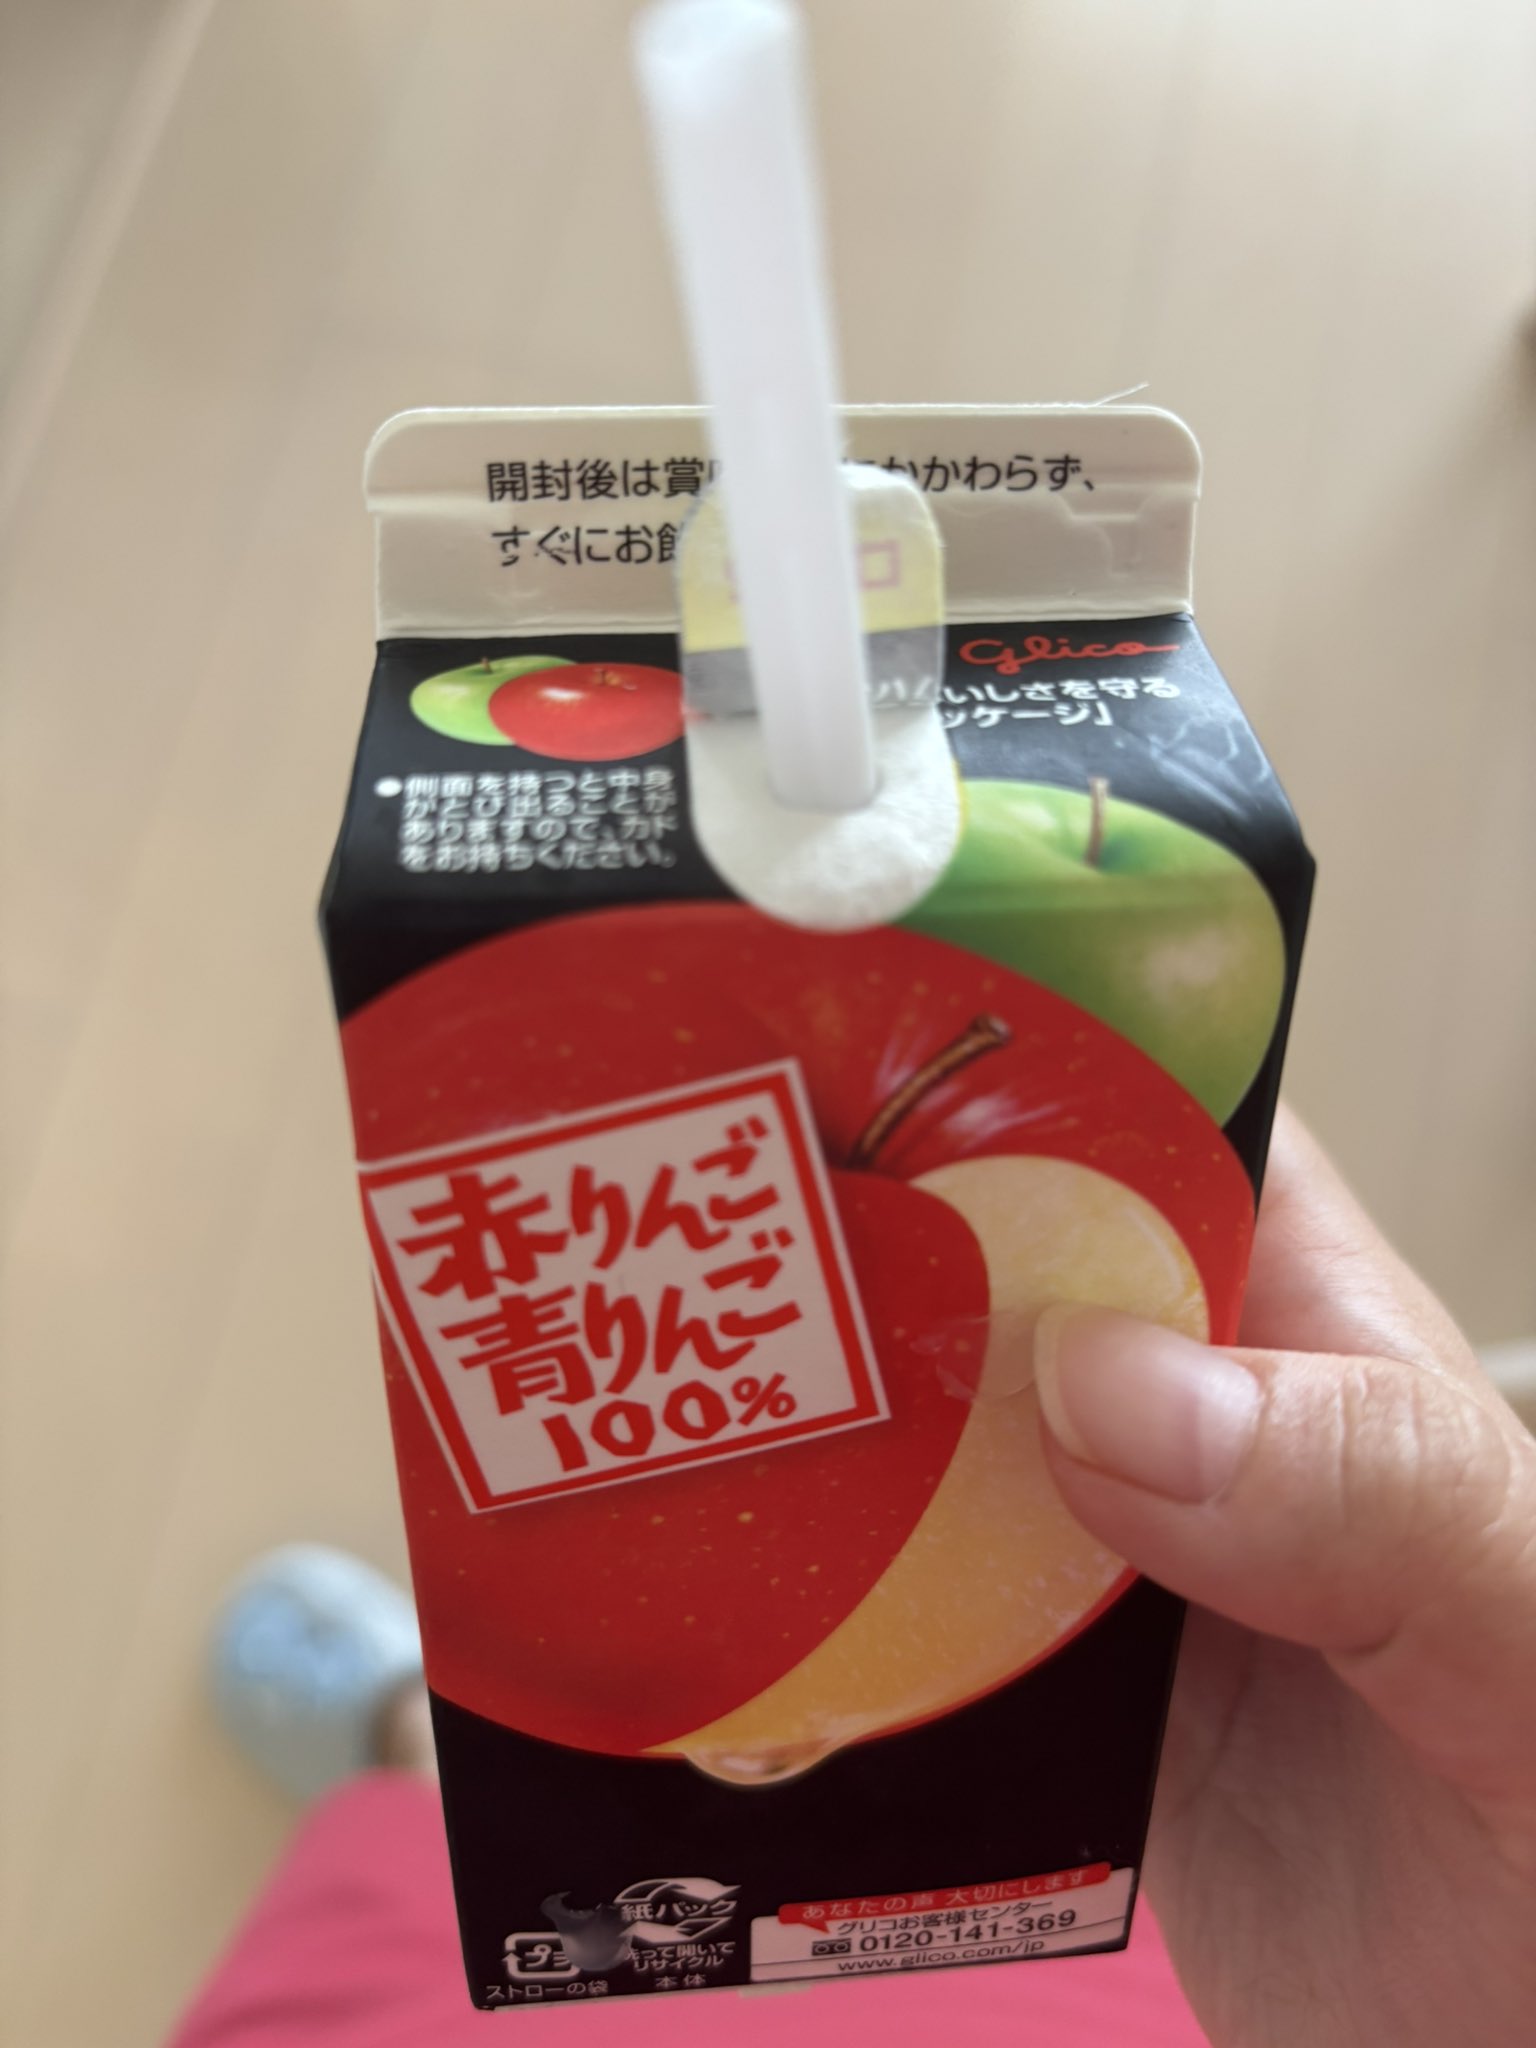 開封後は賞 かかわらず、
すぐにお飲
Glico
おいしさを守る
ッケージ」
●側面を持つと中身
がとび出ることが
ありますので、カド
をお持ちください。
赤りんご
青りんご
100%
紙パック
洗って開いて
リサイクル
プラ
ストローの袋
本体
あなたの声 大切にします
グリコお客様センター
0120-141-369
www.glico.com/jp